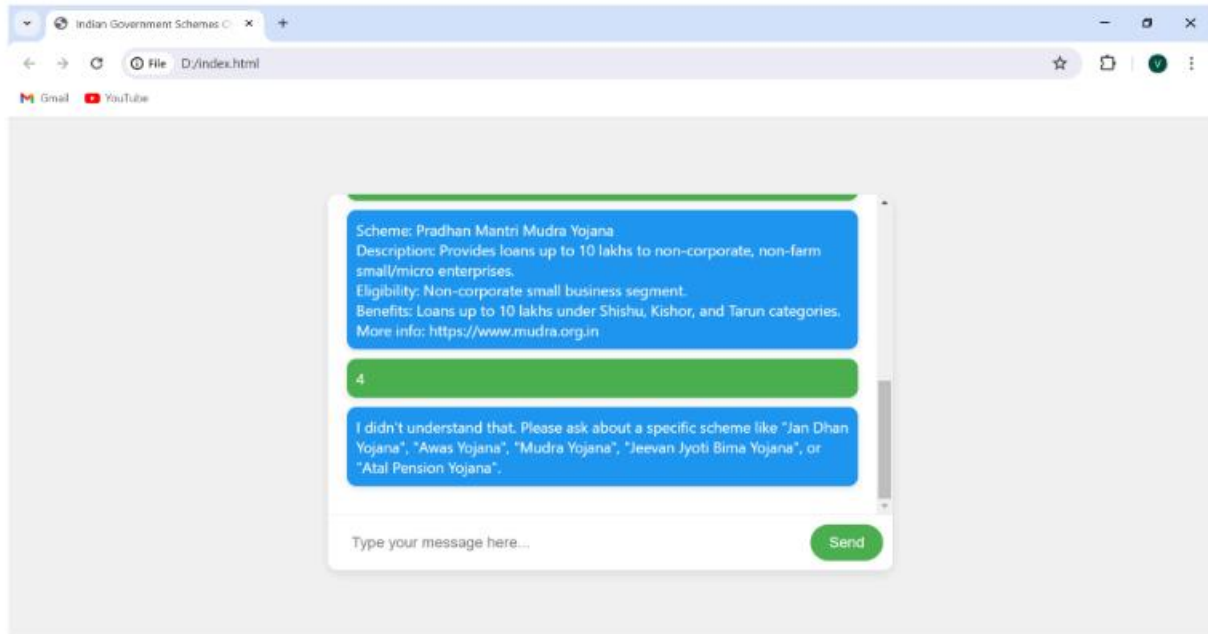 Indian Government Schemes C
File D:/index.html
Gmail YouTube
V
Scheme: Pradhan Mantri Mudra Yojana
Description: Provides loans up to 10 lakhs to non-corporate, non-farm
small/micro enterprises.
Eligibility: Non-corporate small business segment.
Benefits: Loans up to 10 lakhs under Shishu, Kishor, and Tarun categories.
More info: https://www.mudra.org.in
4
I didn't understand that. Please ask about a specific scheme like "Jan Dhan
Yojana", "Awas Yojana", "Mudra Yojana", "Jeevan Jyoti Bima Yojana", or
"Atal Pension Yojana".
Type your message here...
Send